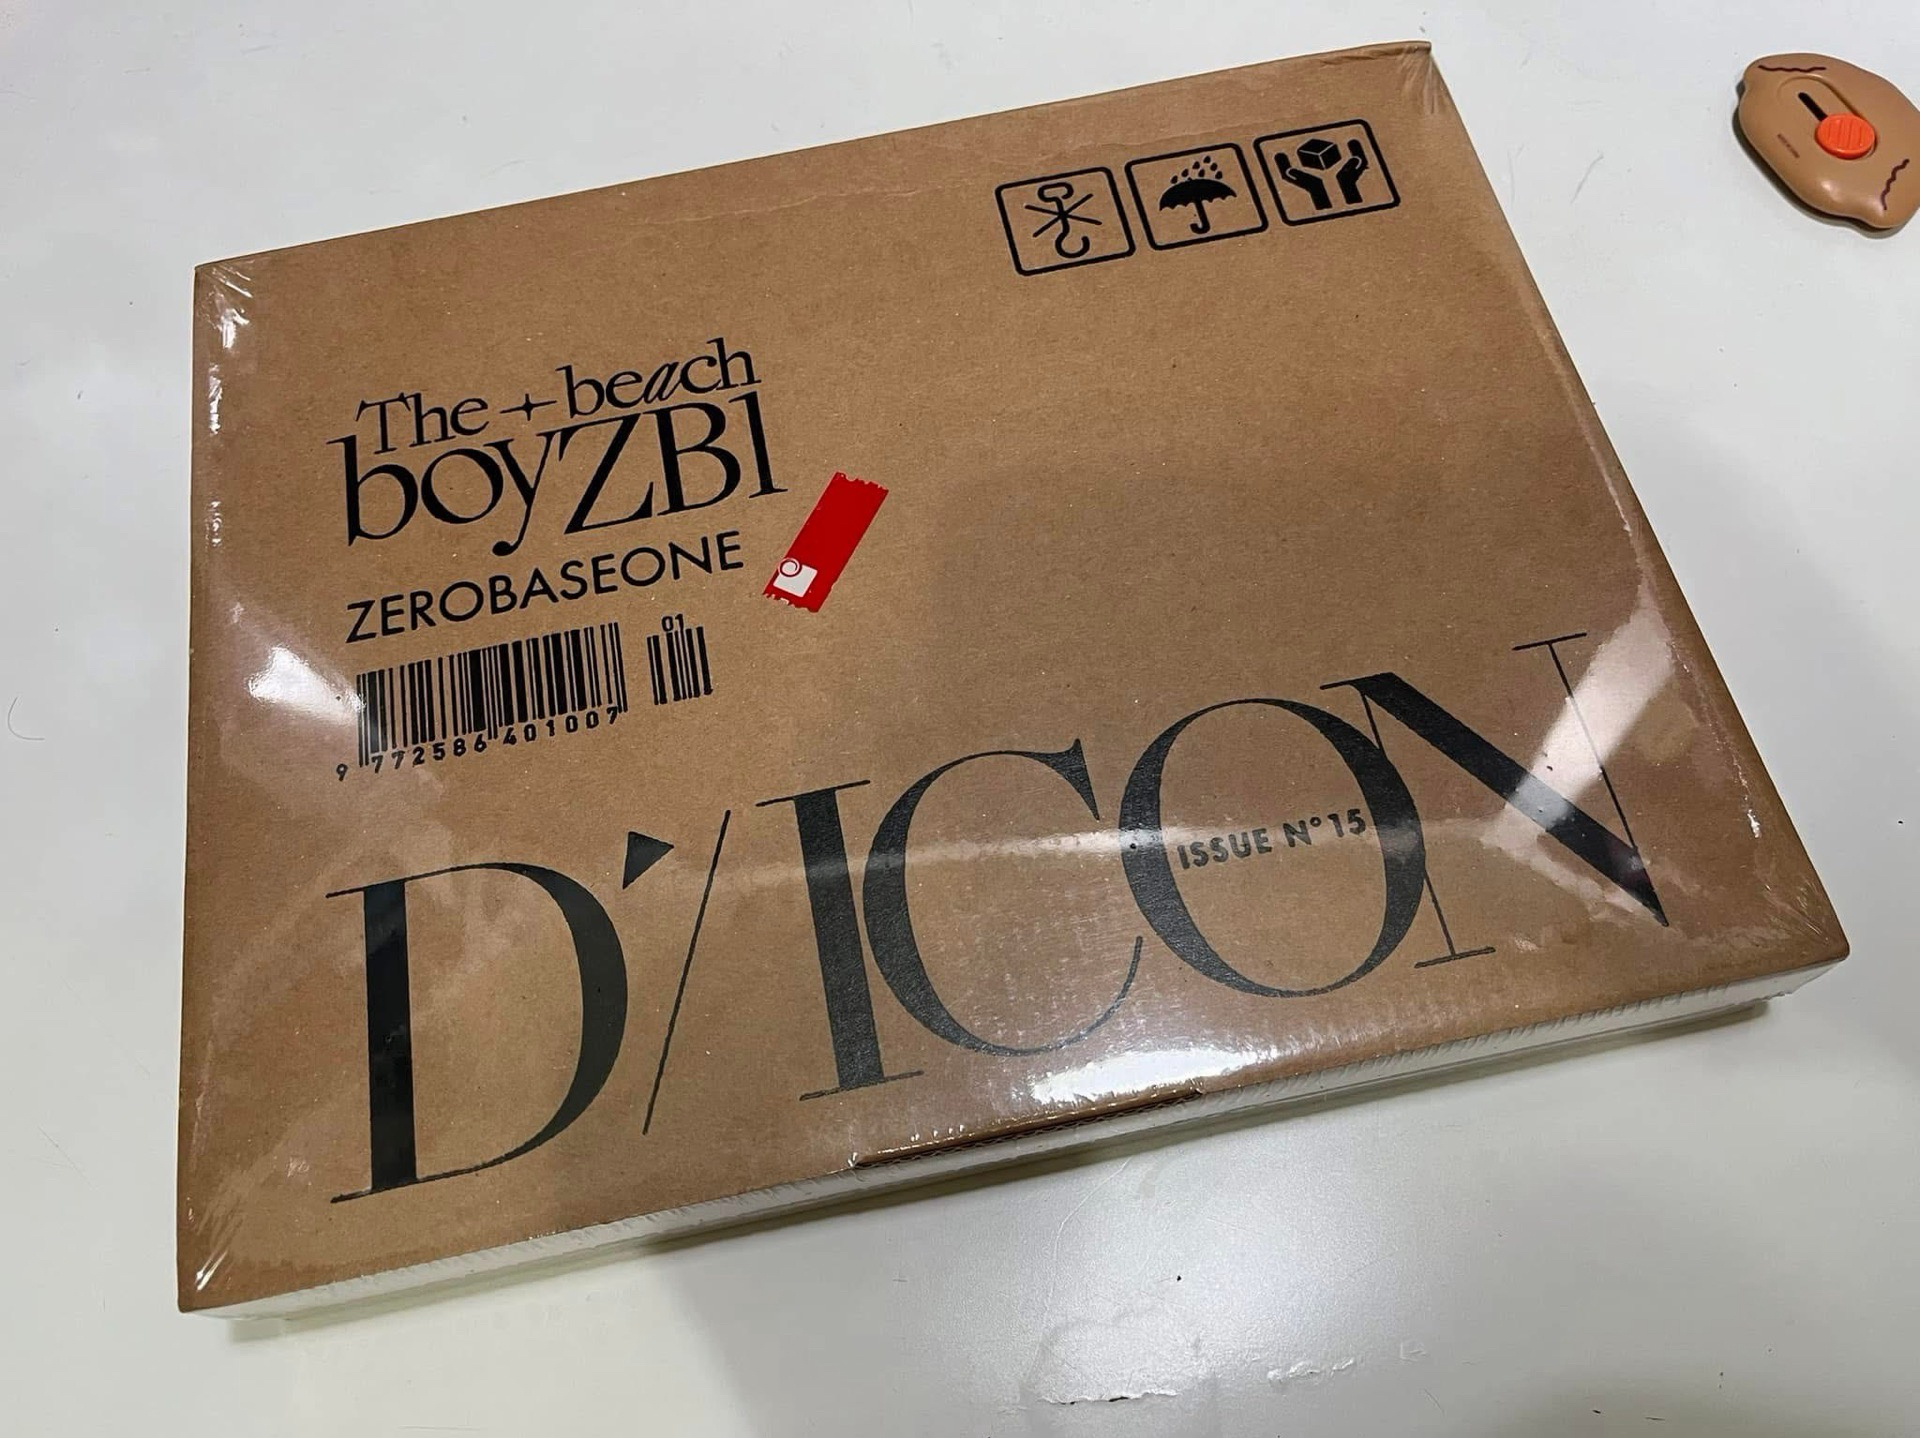 The beach
boyZB1
ZEROBASEONE
01
9 772586 401007
D'/ICON
ISSUE N°15